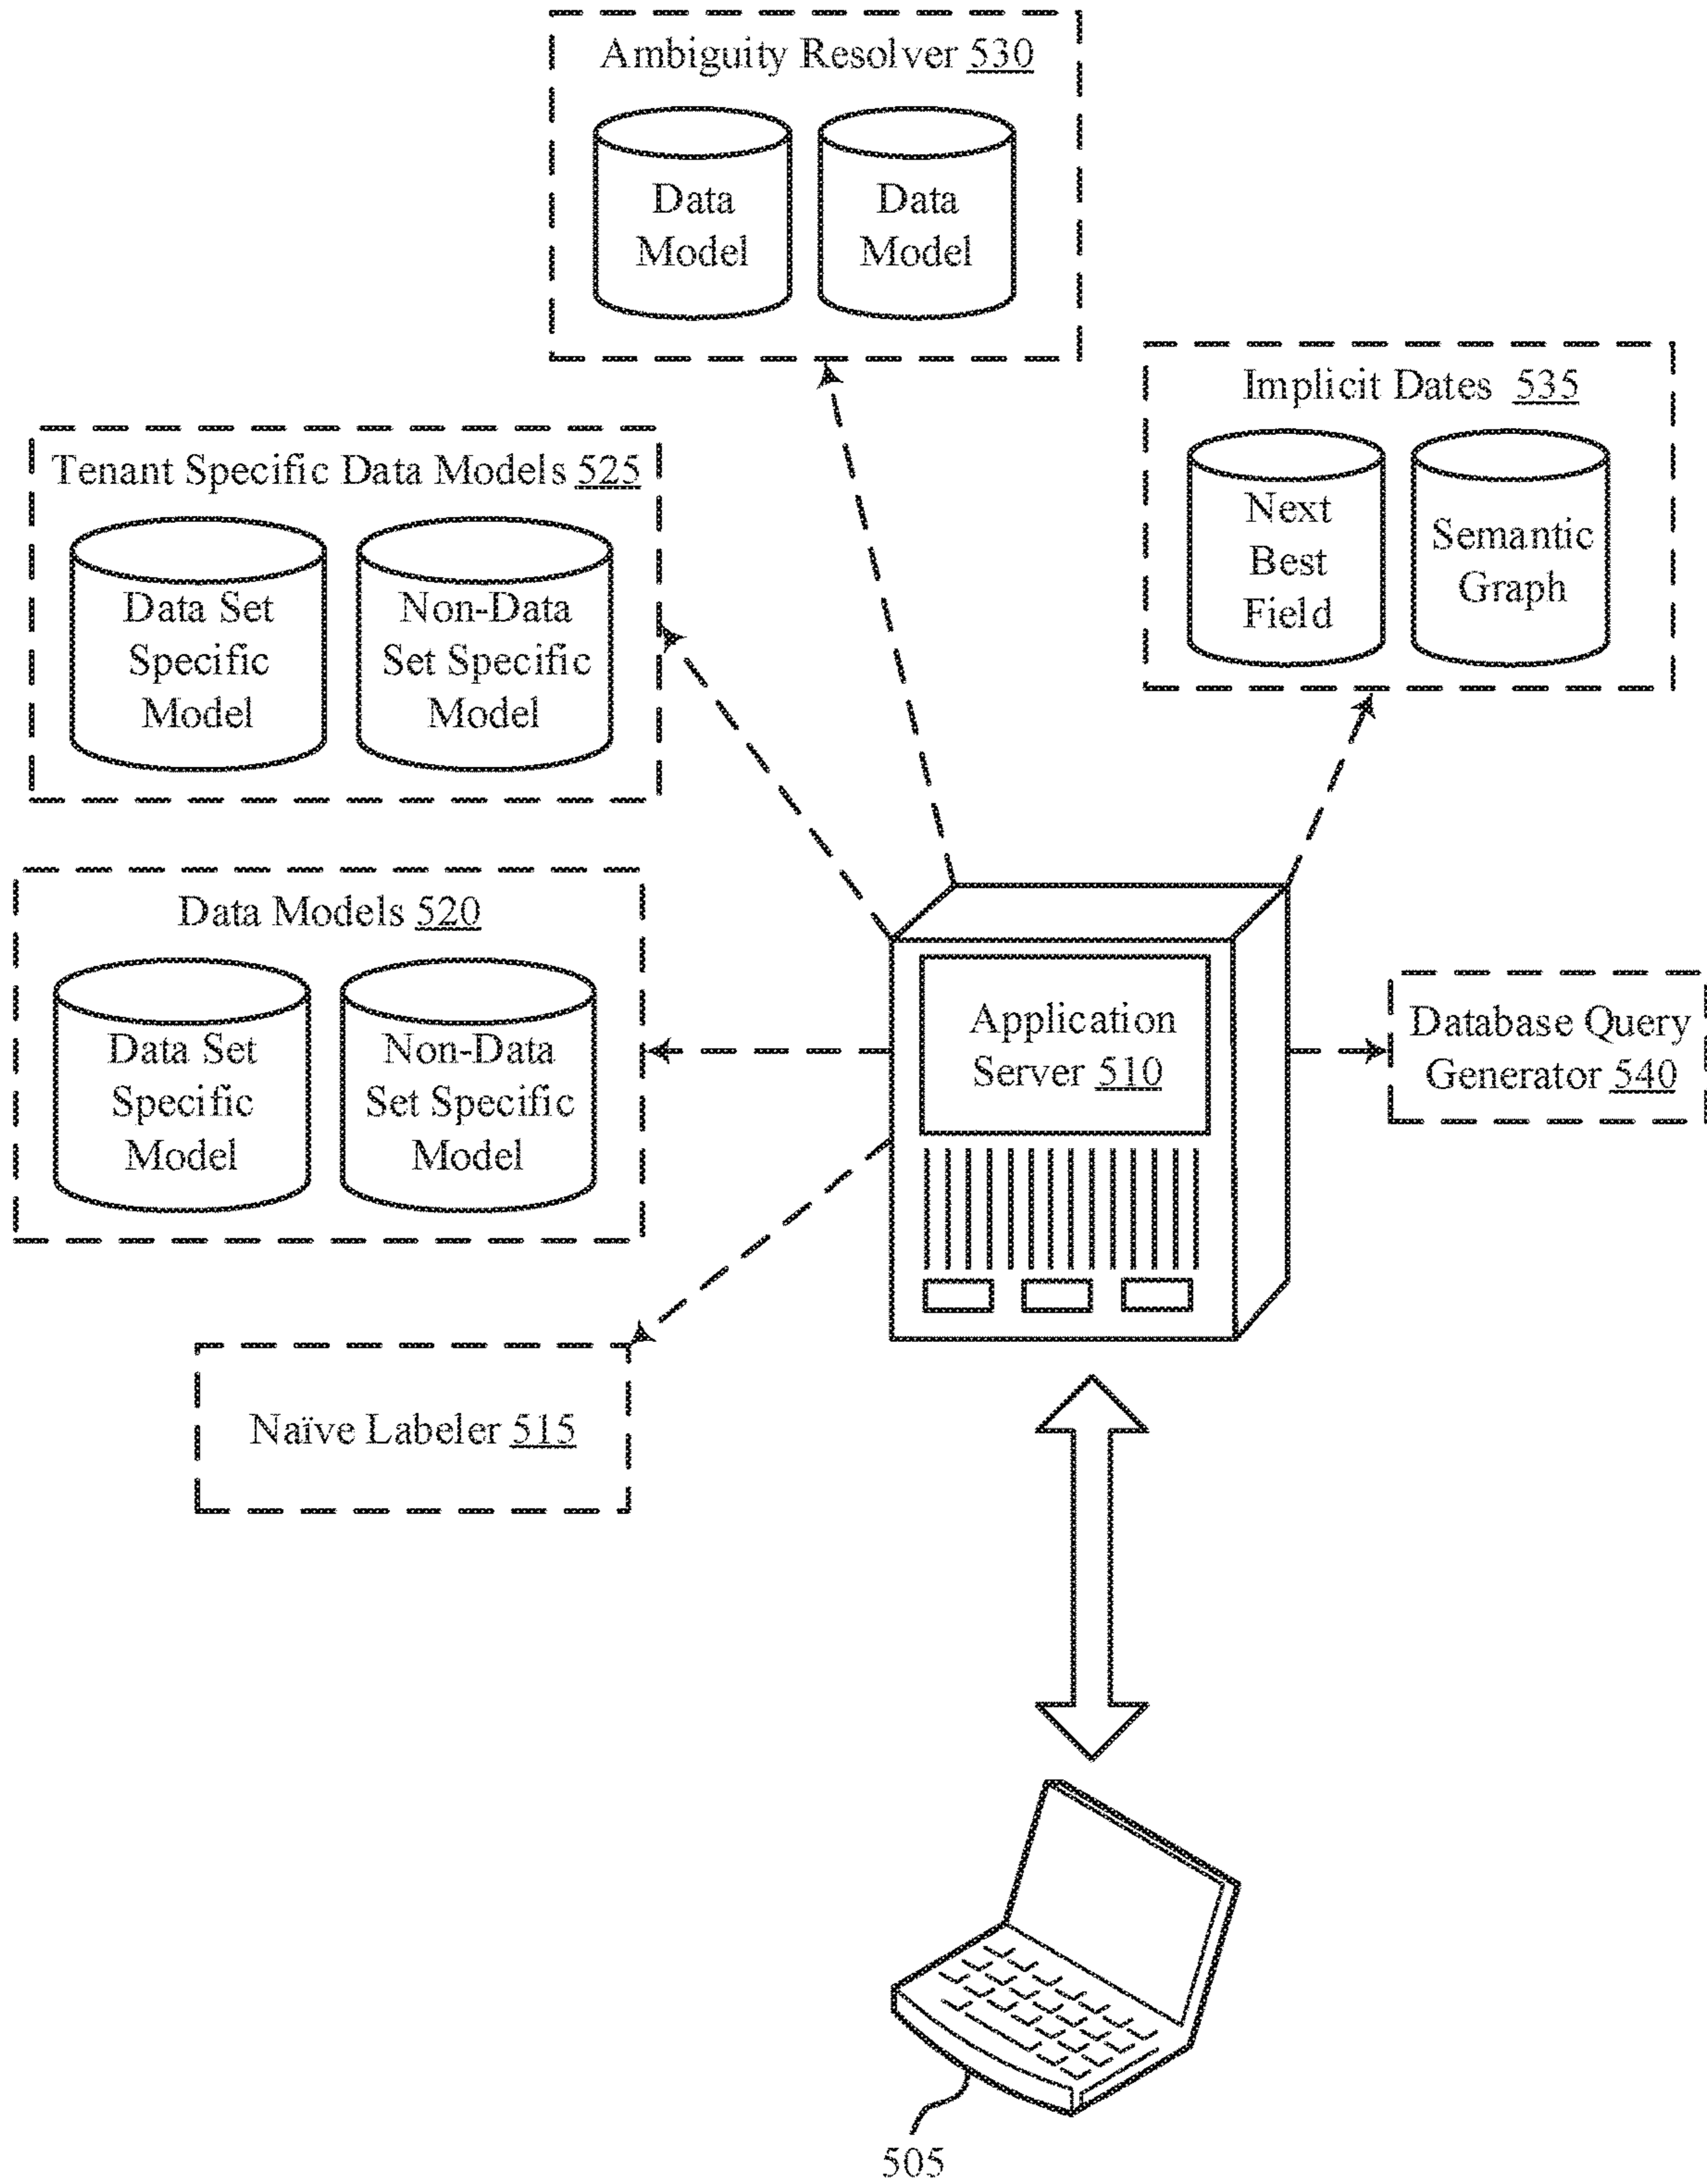 Ambiguity Resolver 530
Data
Model
Data
Model
Implicit Dates 535
Next
Best
Field
Semantic
Graph
Tenant Specific Data Models 525
Data Set
Specific
Model
Non-Data
Set Specific
Model
Data Models 520
Data Set
Specific
Model
Non-Data
Set Specific
Model
Application
Server 510
Database Query
Generator 540
Naïve Labeler 515
505